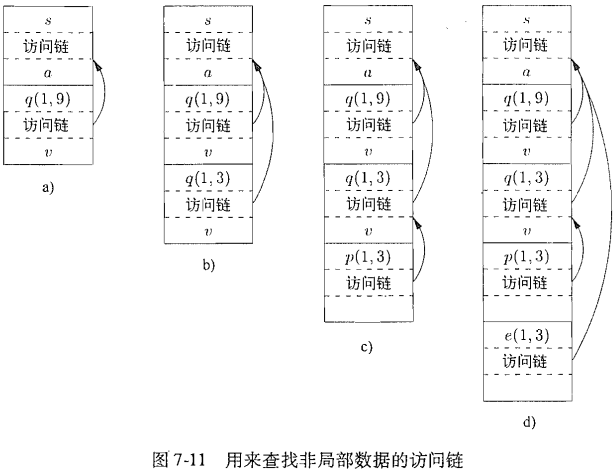 s
访问链
a
q(1,9)
访问链
v
a)
s
访问链
a
q(1,9)
访问链
v
q(1,3)
访问链
v
b)
s
访问链
a
q(1,9)
访问链
v
q(1,3)
访问链
v
p(1,3)
访问链
c)
s
访问链
a
q(1,9)
访问链
v
q(1,3)
访问链
v
p(1,3)
访问链
e(1,3)
访问链
d)
图 7-11 用来查找非局部数据的访问链